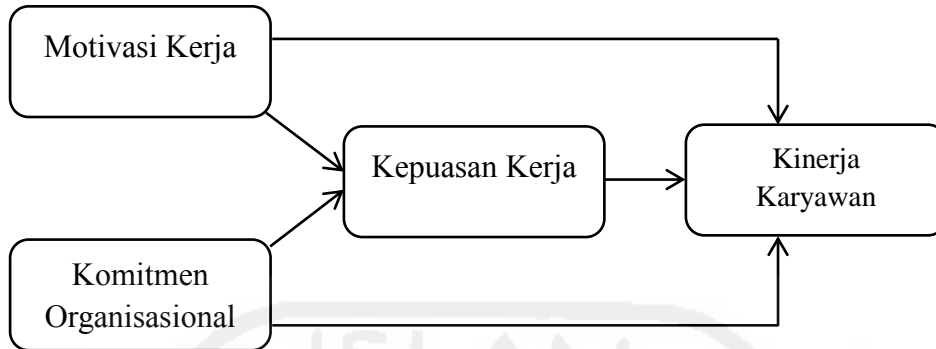 Motivasi Kerja
Kepuasan Kerja
Kinerja
Karyawan
Komitmen
Organisasional